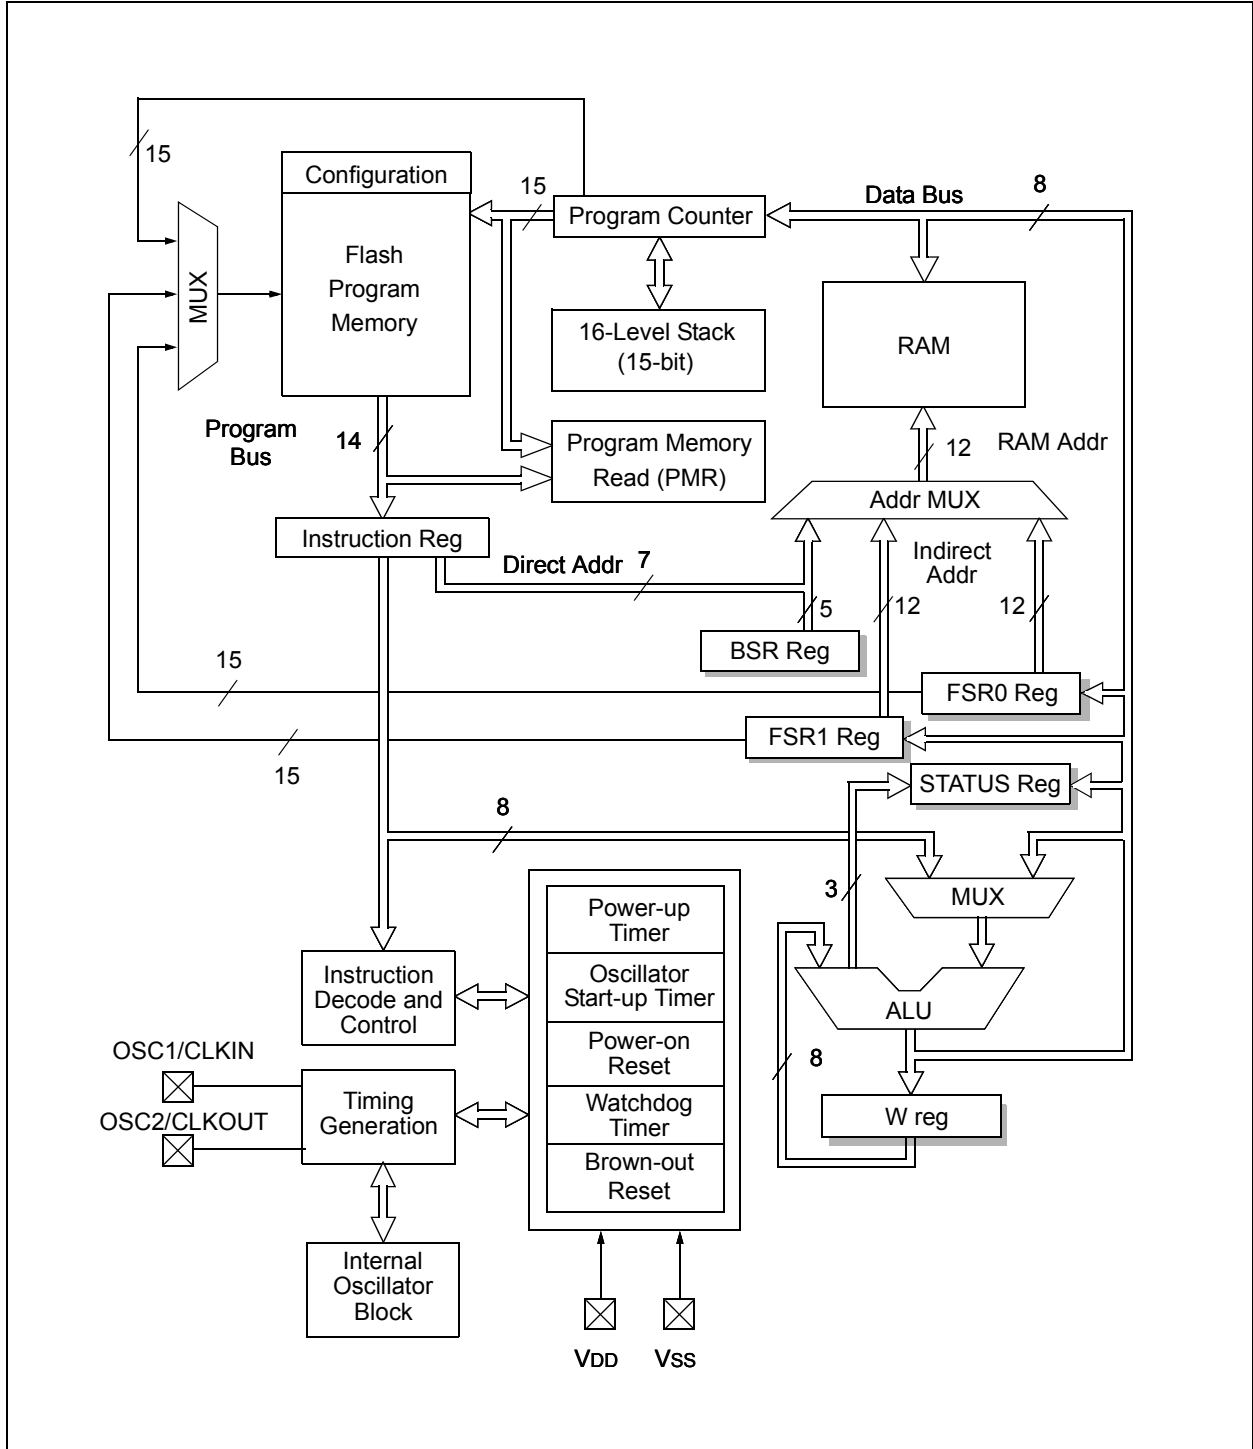 15
Configuration
Flash
Program
Memory
MUX
15
Program Counter
Data Bus
8
16-Level Stack
(15-bit)
RAM
Program
Bus
14
Program Memory
Read (PMR)
12
RAM Addr
Addr MUX
Instruction Reg
Direct Addr
7
Indirect
Addr
5
12
12
BSR Reg
15
FSR0 Reg
15
FSR1 Reg
STATUS Reg
8
3
MUX
Power-up
Timer
Oscillator
Start-up Timer
Power-on
Reset
Watchdog
Timer
Brown-out
Reset
Instruction
Decode and
Control
ALU
8
W reg
OSC1/CLKIN
OSC2/CLKOUT
Timing
Generation
Internal
Oscillator
Block
VDD
VSS